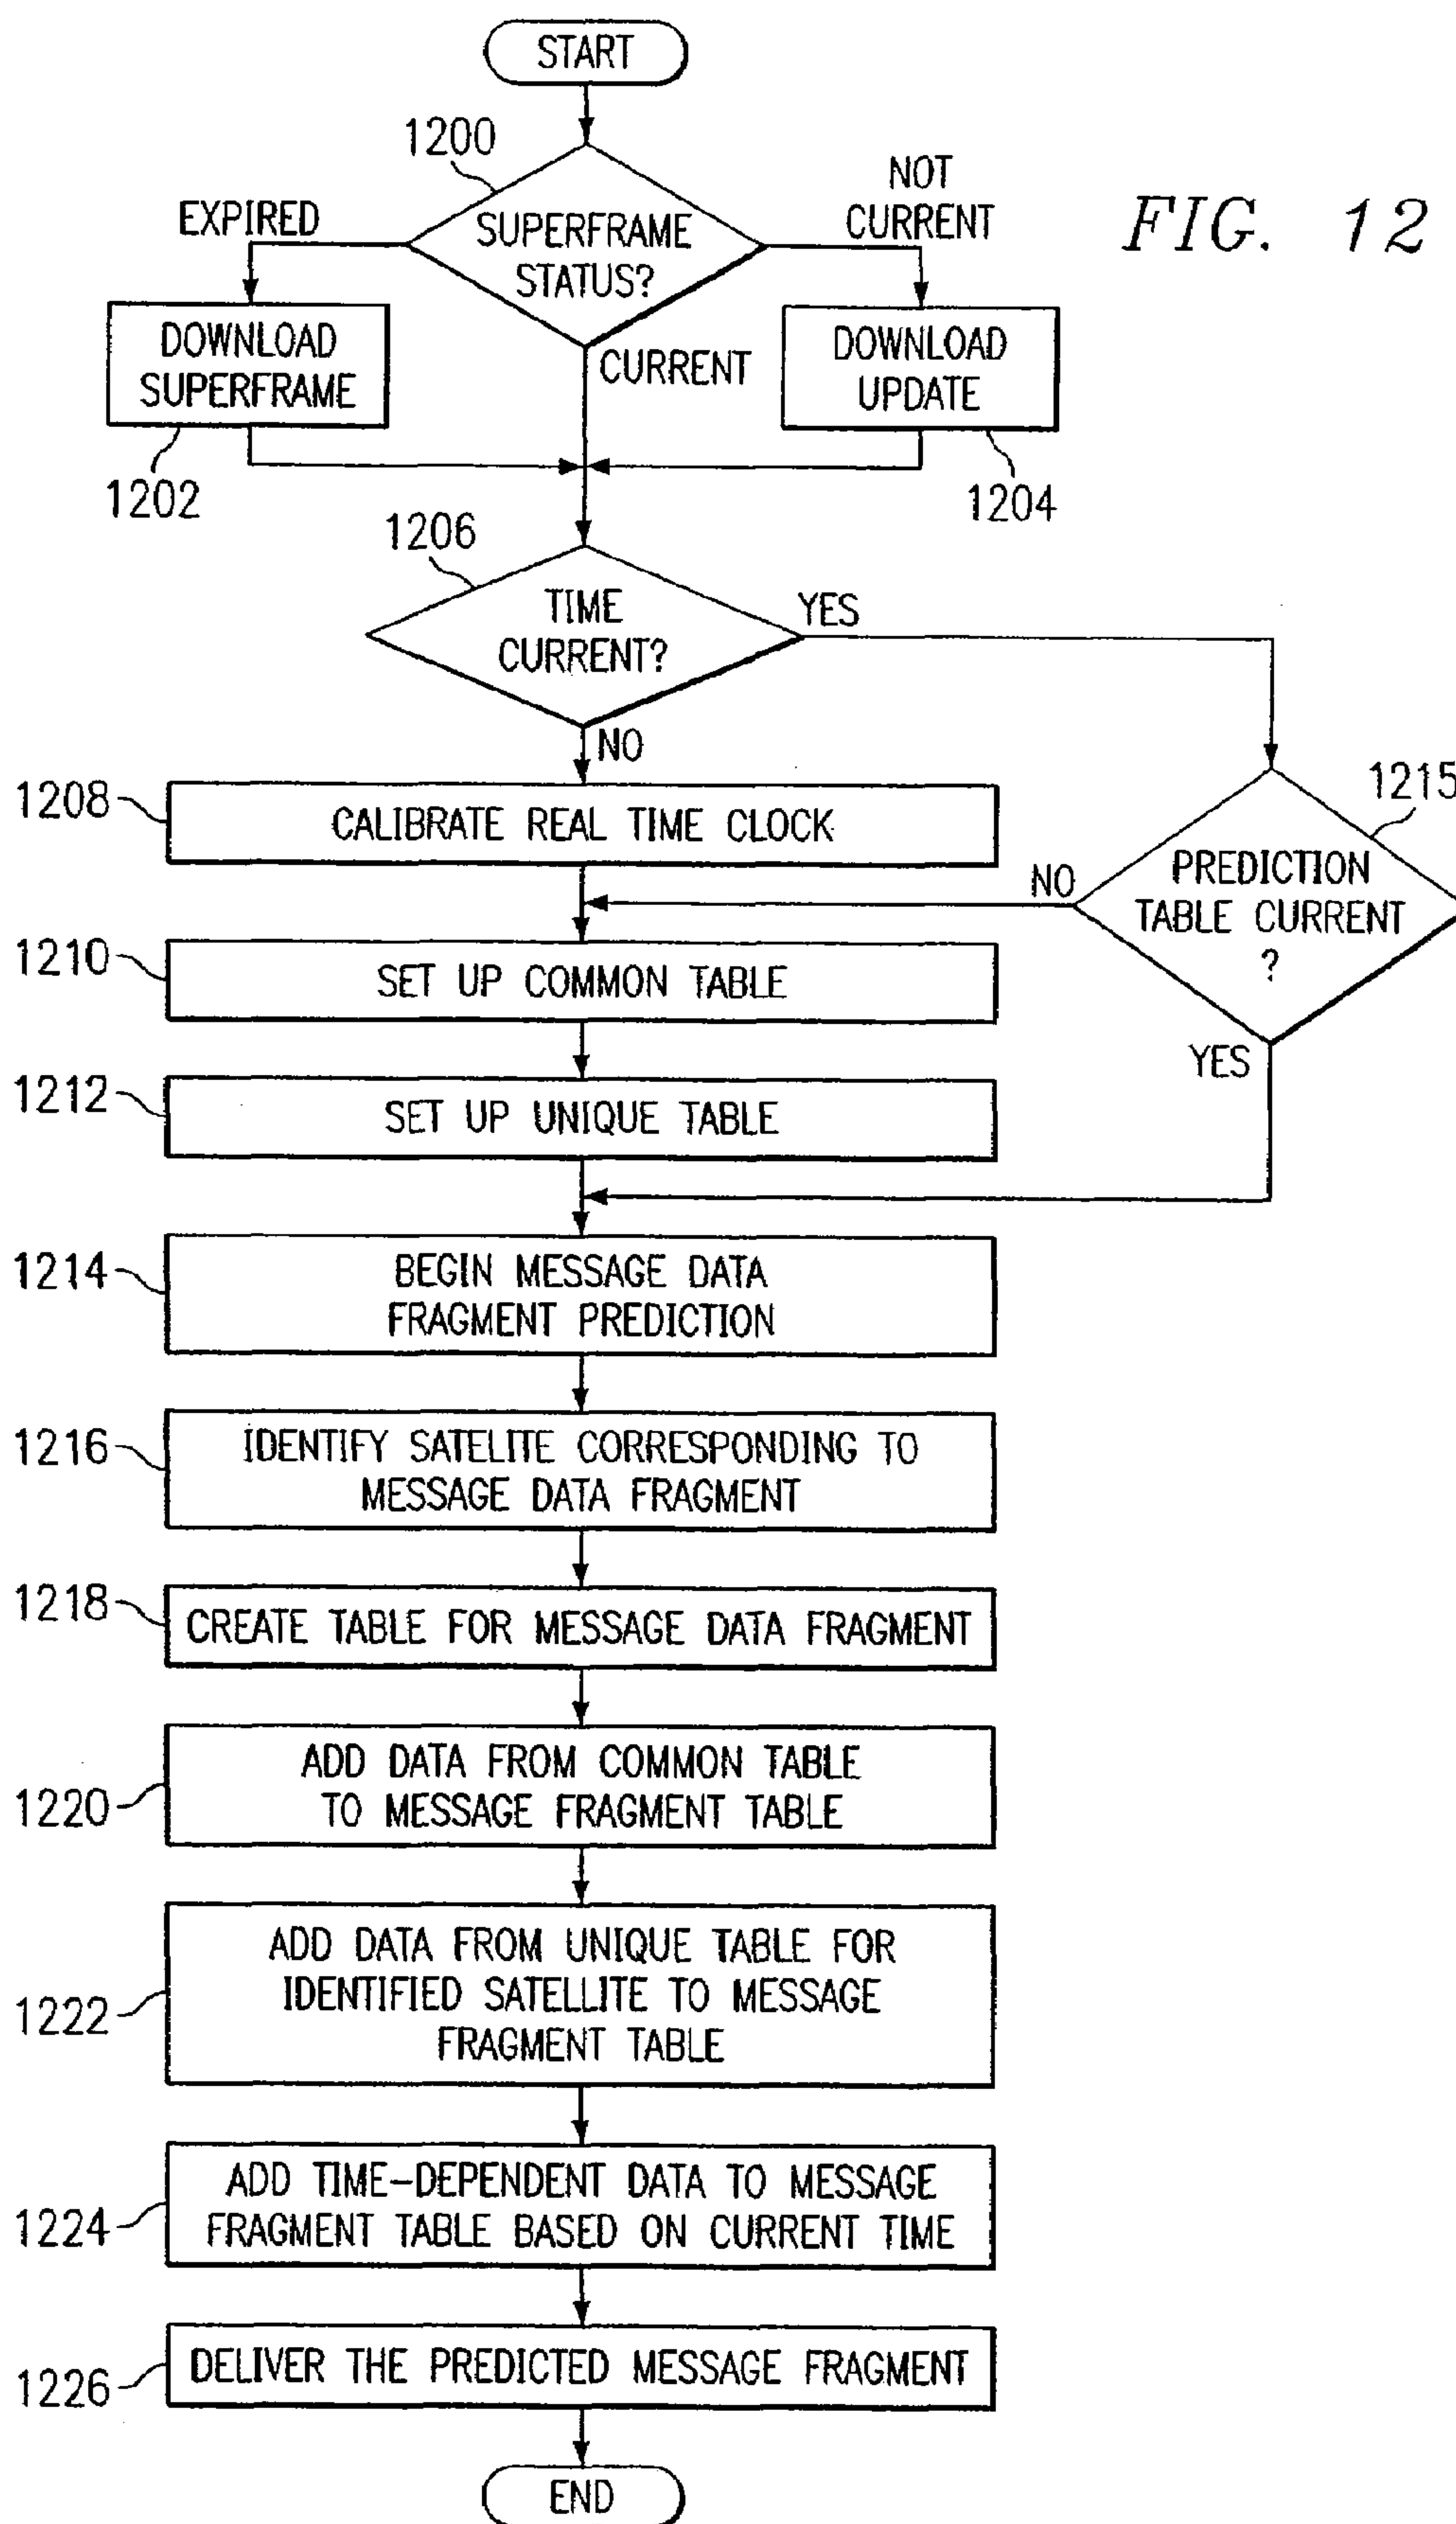 START
1200
NOT
CURRENT
FIG. 12
EXPIRED
SUPERFRAME
STATUS?
DOWNLOAD
SUPERFRAME
CURRENT
DOWNLOAD
UPDATE
1202
1204
1206
TIME
CURRENT?
YES
NO
1208
CALIBRATE REAL TIME CLOCK
1215
PREDICTION
TABLE CURRENT
?
NO
YES
1210
SET UP COMMON TABLE
1212
SET UP UNIQUE TABLE
1214
BEGIN MESSAGE DATA
FRAGMENT PREDICTION
1216
IDENTIFY SATELITE CORRESPONDING TO
MESSAGE DATA FRAGMENT
1218
CREATE TABLE FOR MESSAGE DATA FRAGMENT
1220
ADD DATA FROM COMMON TABLE
TO MESSAGE FRAGMENT TABLE
1222
ADD DATA FROM UNIQUE TABLE FOR
IDENTIFIED SATELLITE TO MESSAGE
FRAGMENT TABLE
1224
ADD TIME-DEPENDENT DATA TO MESSAGE
FRAGMENT TABLE BASED ON CURRENT TIME
1226
DELIVER THE PREDICTED MESSAGE FRAGMENT
END